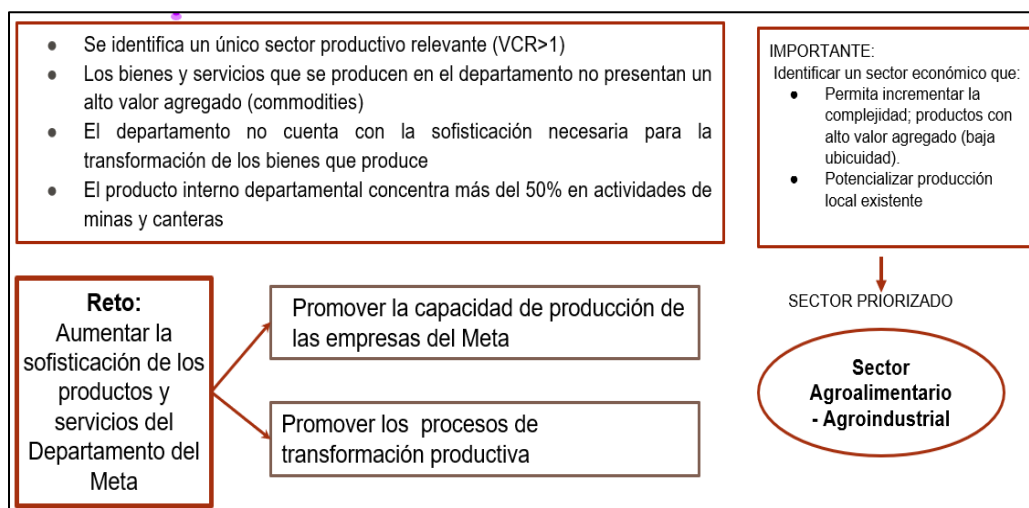 ● Se identifica un único sector productivo relevante (VCR>1)
● Los bienes y servicios que se producen en el departamento no presentan un
alto valor agregado (commodities)
● El departamento no cuenta con la sofisticación necesaria para la
transformación de los bienes que produce
● El producto interno departamental concentra más del 50% en actividades de
minas y canteras
IMPORTANTE:
Identificar un sector económico que:
● Permita incrementar la
complejidad; productos con
alto valor agregado (baja
ubicuidad).
● Potencializar producción
local existente
Reto:
Aumentar la
sofisticación de los
productos y
servicios del
Departamento del
Meta
Promover la capacidad de producción de
las empresas del Meta
Promover los procesos de
transformación productiva
SECTOR PRIORIZADO
Sector
Agroalimentario
- Agroindustrial